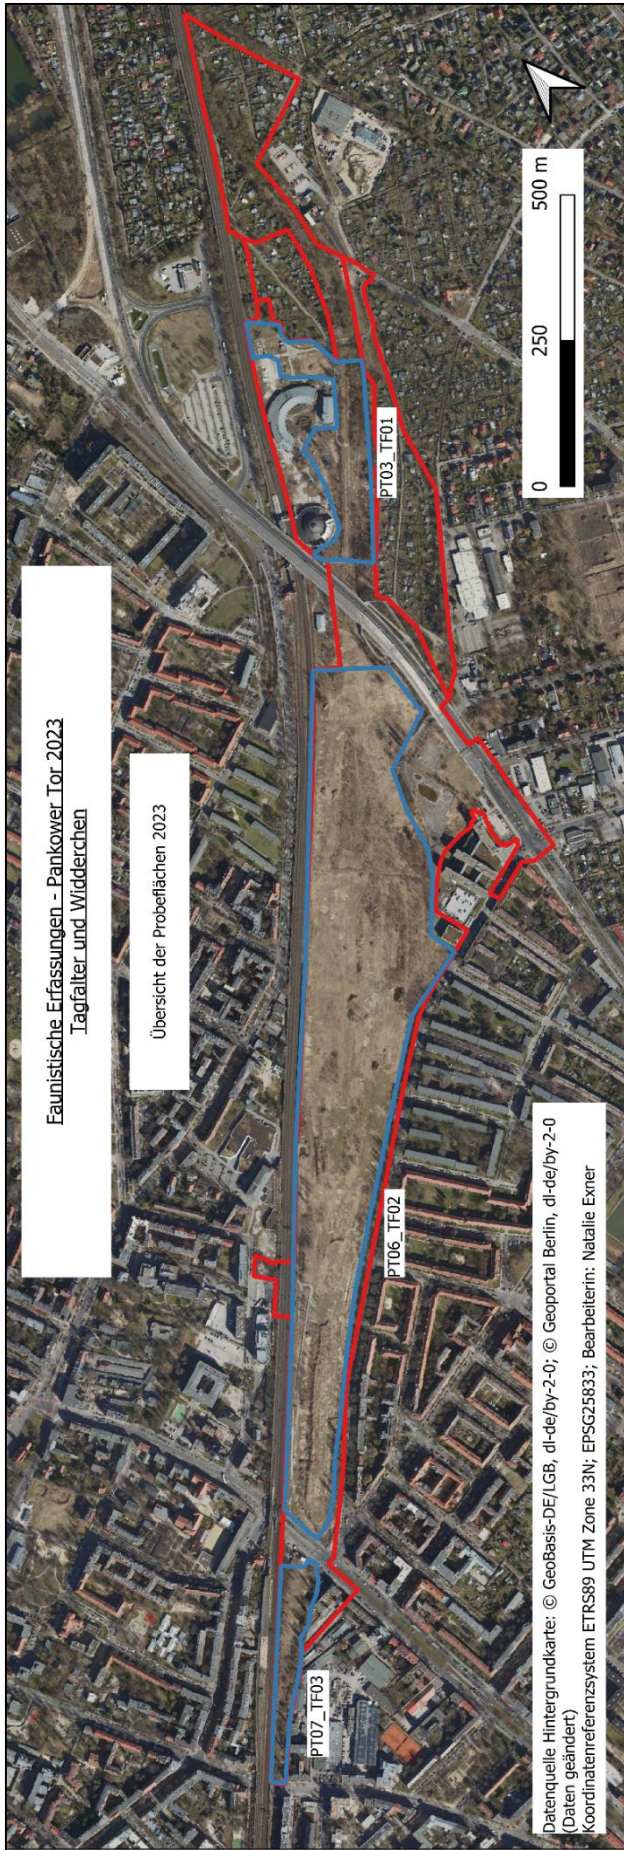 Faunistische Erfassungen - Pankower Tor 2023
Tagfalter und Widderchen
Übersicht der Probeflächen 2023
PT03_TF01
PT06_TF02
PT07_TF03
0 250 500 m
Datenquelle Hintergrundkarte: © GeoBasis-DE/LGB, dl-de/by-2-0; © Geoportal Berlin, dl-de/by-2-0
(Daten geändert)
Koordinatenreferenzsystem ETRS89 UTM Zone 33N; EPSG25833; Bearbeiterin: Natalie Exner